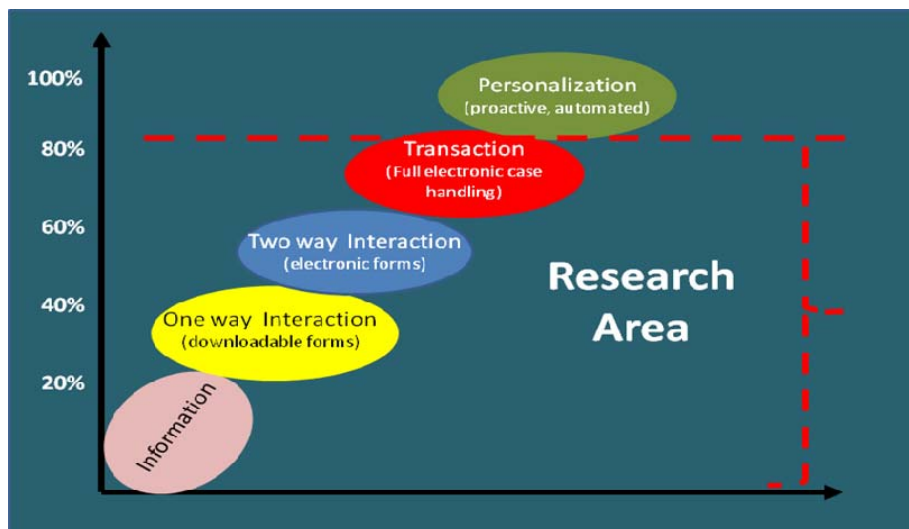 100%
80%
60%
40%
20%
Personalization
(proactive, automated)
Transaction
(Full electronic case
handling)
Two way Interaction
(electronic forms)
One way Interaction
(downloadable forms)
Information
Research
Area